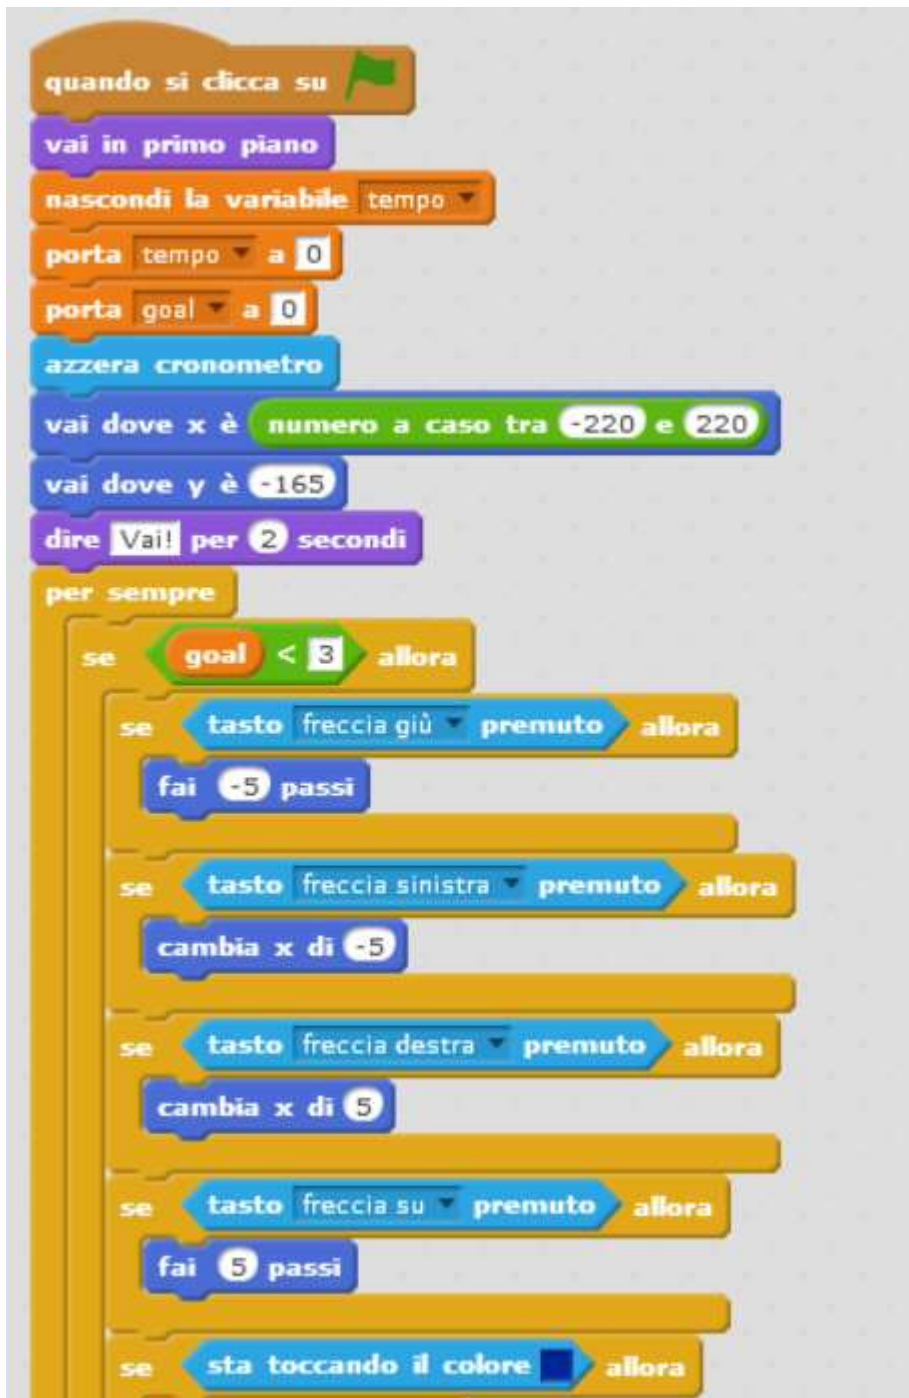 quando si clicca su
vai in primo piano
nascondi la variabile tempo
porta tempo a 0
porta goal a 0
azzera cronometro
vai dove x è numero a caso tra -220 e 220
vai dove y è -165
dire Vai! per 2 secondi
per sempre
se goal < 3 allora
se tasto freccia giù premuto allora
fai -5 passi
se tasto freccia sinistra premuto allora
cambia x di -5
se tasto freccia destra premuto allora
cambia x di 5
se tasto freccia su premuto allora
fai 5 passi
se sta toccando il colore allora